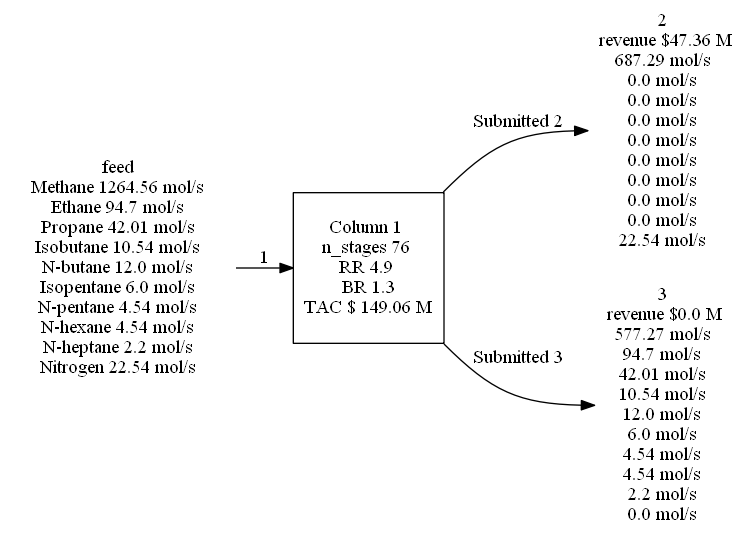 feed
Methane 1264.56 mol/s
Ethane 94.7 mol/s
Propane 42.01 mol/s
Isobutane 10.54 mol/s
N-butane 12.0 mol/s
Isopentane 6.0 mol/s
N-pentane 4.54 mol/s
N-hexane 4.54 mol/s
N-heptane 2.2 mol/s
Nitrogen 22.54 mol/s
1
Column 1
n_stages 76
RR 4.9
BR 1.3
TAC $ 149.06 M
Submitted 2
2
revenue $47.36 M
687.29 mol/s
0.0 mol/s
0.0 mol/s
0.0 mol/s
0.0 mol/s
0.0 mol/s
0.0 mol/s
0.0 mol/s
0.0 mol/s
22.54 mol/s
Submitted 3
3
revenue $0.0 M
577.27 mol/s
94.7 mol/s
42.01 mol/s
10.54 mol/s
12.0 mol/s
6.0 mol/s
4.54 mol/s
4.54 mol/s
2.2 mol/s
0.0 mol/s